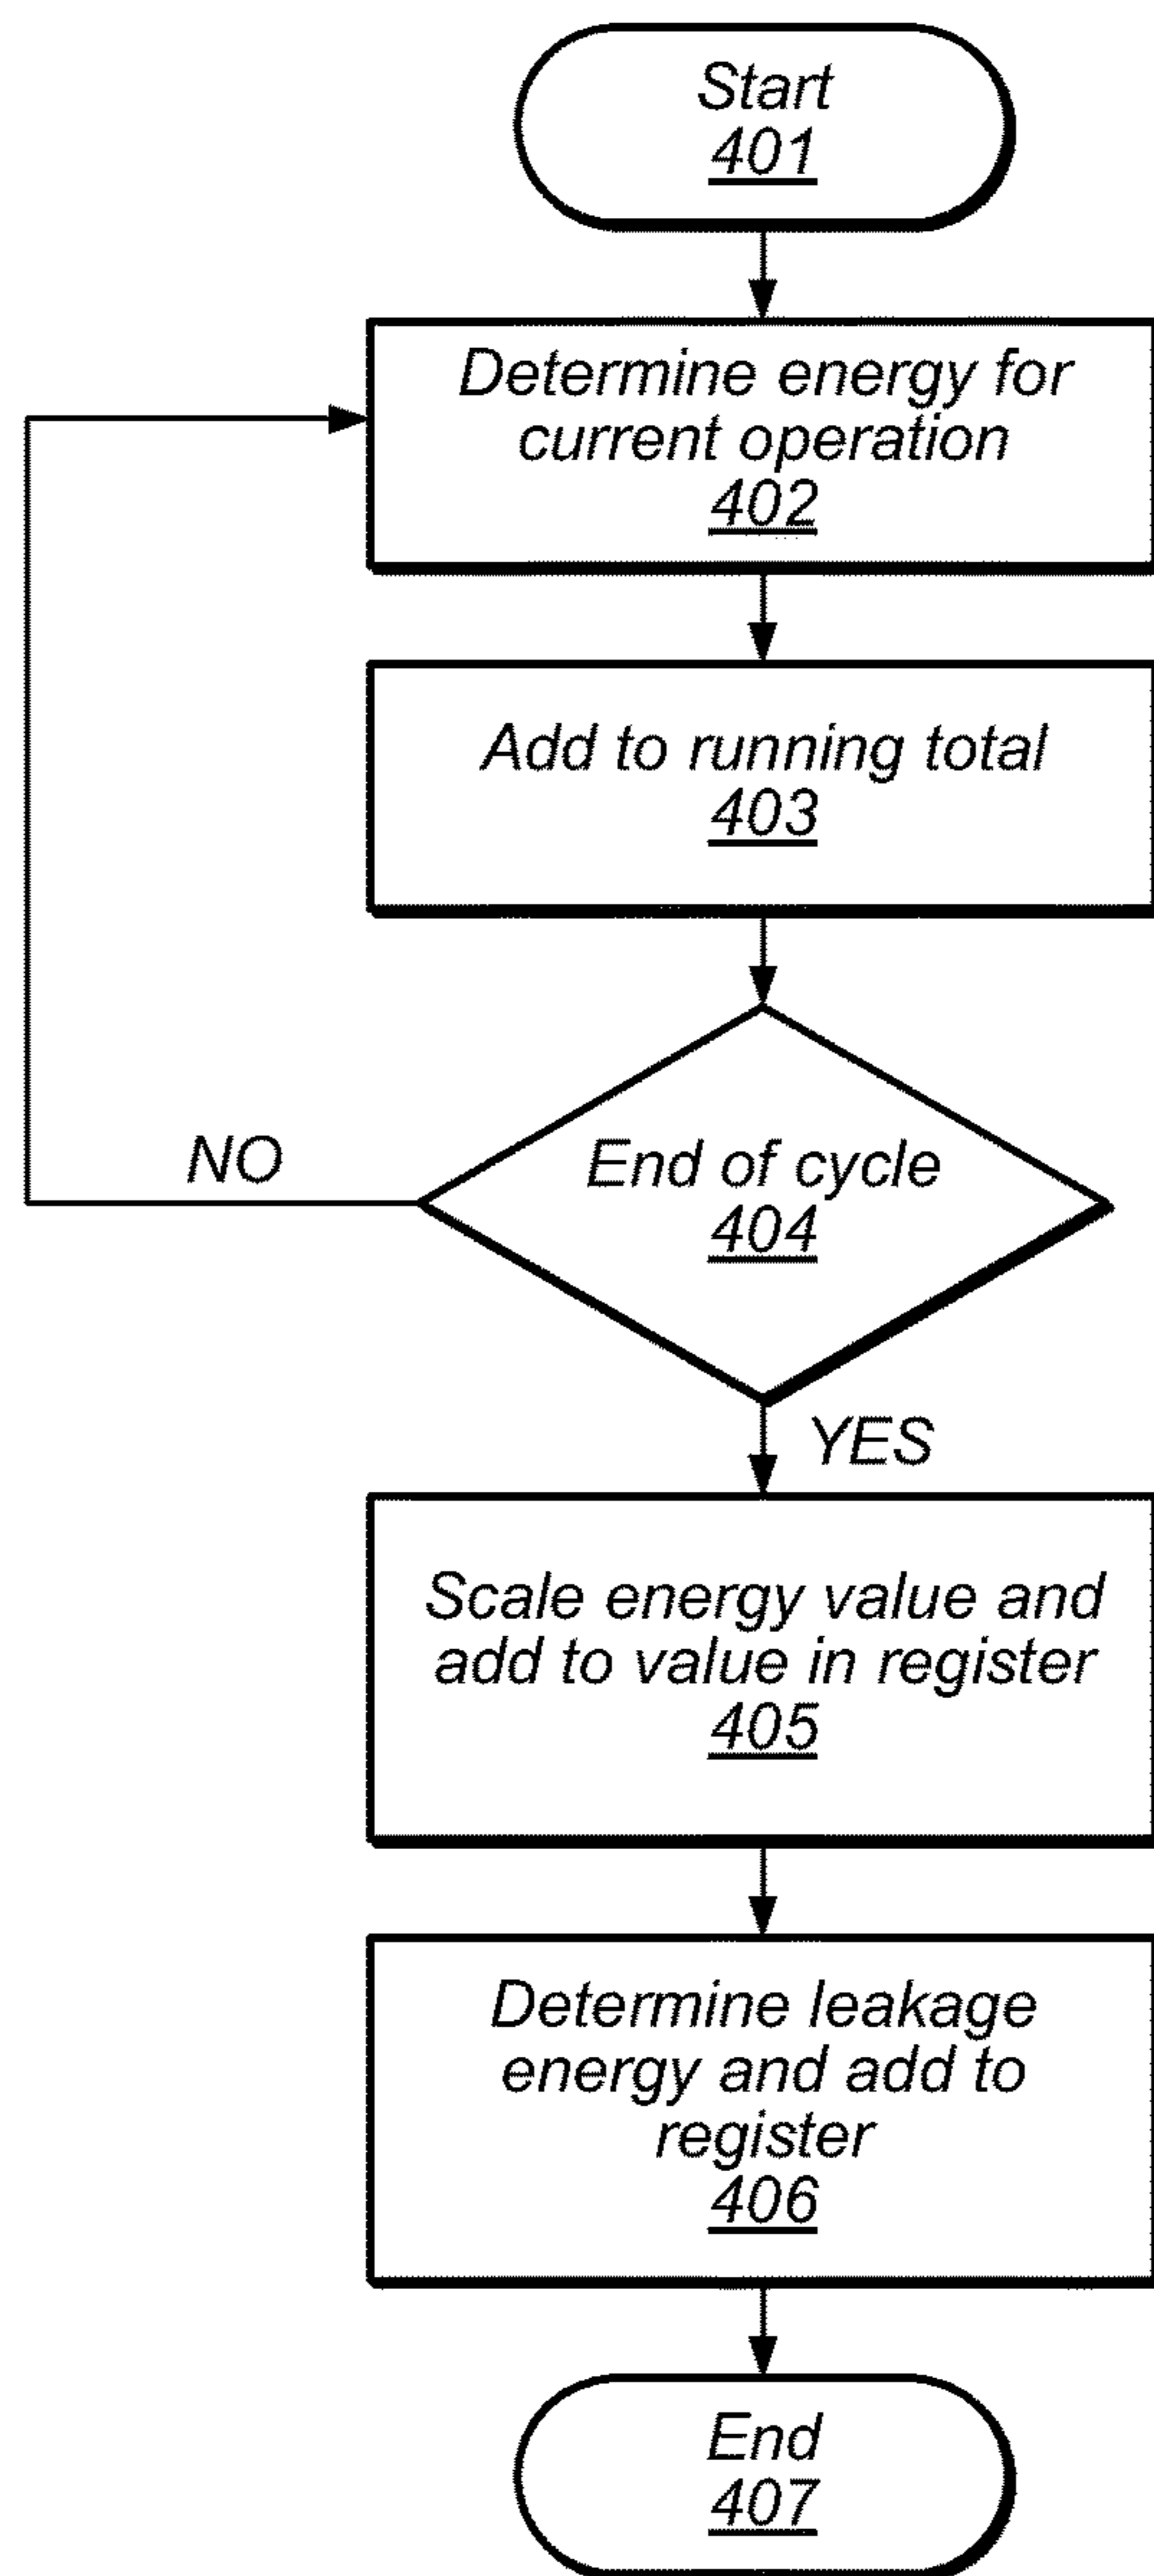 Start
401
Determine energy for
current operation
402
Add to running total
403
End of cycle
404
NO
YES
Scale energy value and
add to value in register
405
Determine leakage
energy and add to
register
406
End
407